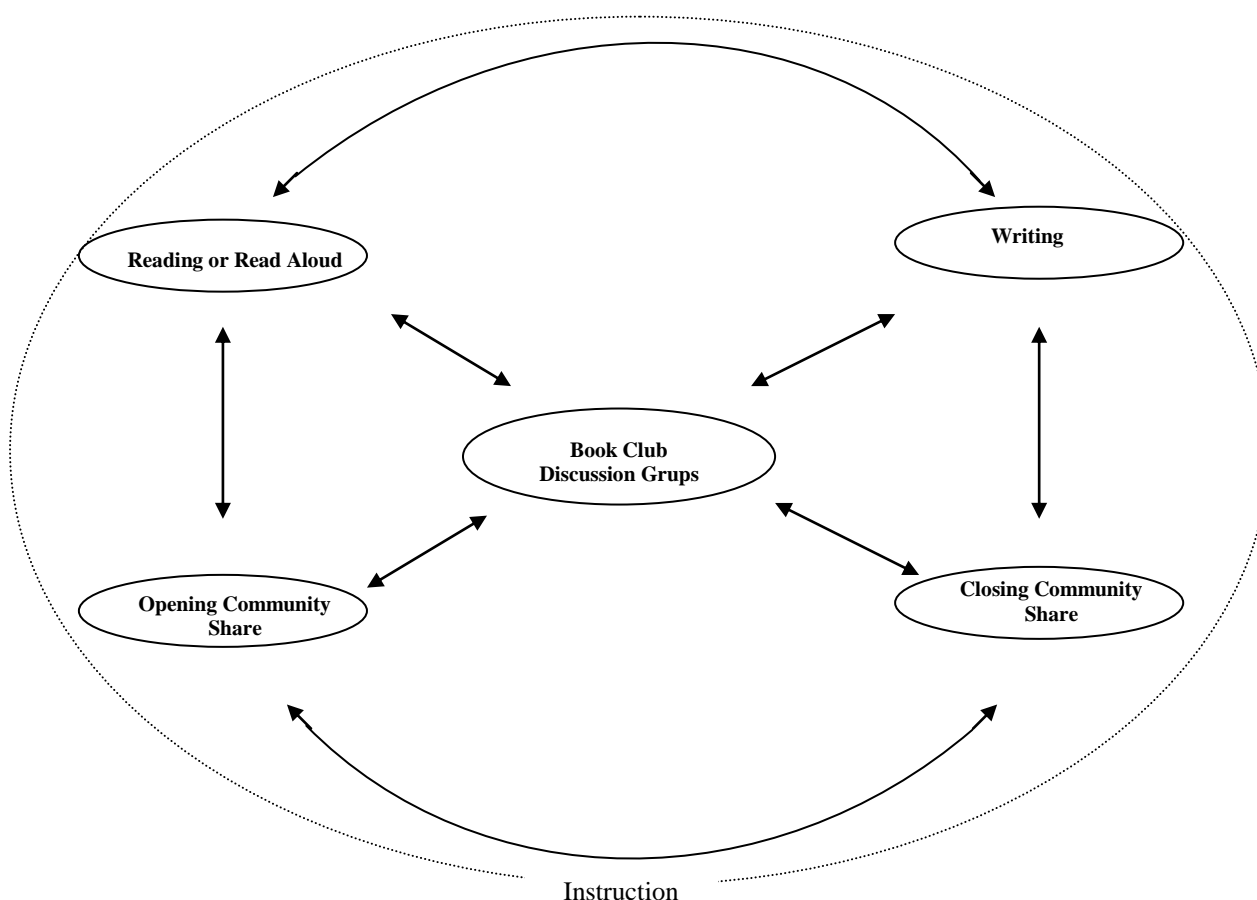 Reading or Read Aloud
Writing
Book Club
Discussion Grups
Opening Community
Share
Closing Community
Share
Instruction